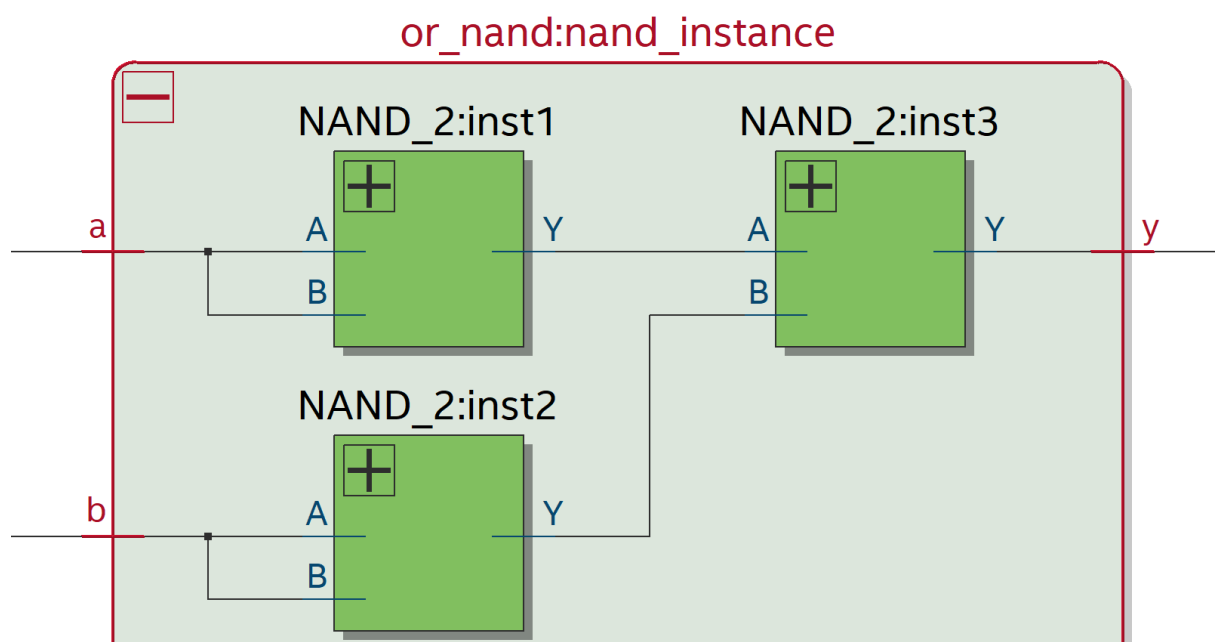 or_nand:nand_instance
NAND_2:inst1 NAND_2:inst3
a A Y A Y y
B B
NAND_2:inst2
b A Y
B